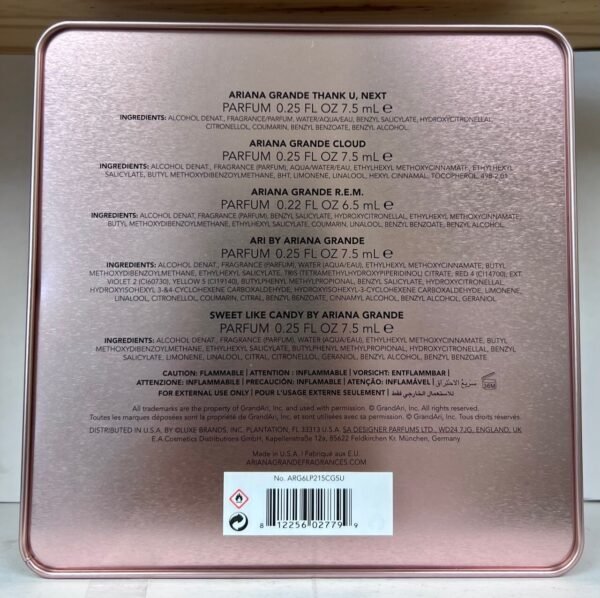 ARIANA GRANDE THANK U, NEXT
PARFUM 0.25 FL OZ 7.5 mL ℮
INGREDIENTS: ALCOHOL DENAT., FRAGRANCE/PARFUM, WATER/AQUA/EAU, BENZYL SALICYLATE, HYDROXYCITRONELLAL,
CITRONELLOL, COUMARIN, BENZYL BENZOATE, BENZYL ALCOHOL.
ARIANA GRANDE CLOUD
PARFUM 0.25 FL OZ 7.5 mL ℮
INGREDIENTS: ALCOHOL DENAT., FRAGRANCE (PARFUM), AQUA/WATER/EAU, ETHYLHEXYL METHOXYCINNAMATE, ETHYLHEXYL
SALICYLATE, BUTYL METHOXYDIBENZOYLMETHANE, BHT, LIMONENE, LINALOOL, HEXYL CINNAMAL, TOCOPHEROL,
ARIANA GRANDE R.E.M.
PARFUM 0.22 FL OZ 6.5 mL ℮
INGREDIENTS: ALCOHOL DENAT, FRAGRANCE (PARFUM), BENZYL SALICYLATE, HYDROXYCITRONELLAL, ETHYLHEXYL METHOXYCINNAMATE,
BUTYL METHOXYDIBENZOYLMETHANE, ETHYLHEXYL SALICYLATE, COUMARIN, LINALOOL, BENZYL BENZOATE, BENZYL ALCOHOL.
ARI BY ARIANA GRANDE
PARFUM 0.25 FL OZ 7.5 mL ℮
INGREDIENTS: ALCOHOL DENAT., FRAGRANCE (PARFUM), WATER (AQUA/EAU), ETHYLHEXYL METHOXYCINNAMATE, BUTYL
METHOXYDIBENZOYLMETHANE, ETHYLHEXYL SALICYLATE, TRIS (TETRAMETHYLHYDROXYPIPERIDINOL) CITRATE, RED 4 (CI14700), EXT.
VIOLET 2 (CI60730), YELLOW 5 (CI19140), BUTYLPHENYL METHYLPROPIONAL, BENZYL SALICYLATE, HYDROXYCITRONELLAL,
HYDROXYISOHEXYL 3-&4-CYCLOHEXENE CARBOXALDEHYDE, HYDROXYISOHEXYL-3-CYCLOHEXENE CARBOXALDEHYDE, LIMONENE,
LINALOOL, CITRONELLOL, COUMARIN, CITRAL, BENZYL BENZOATE, CINNAMYL ALCOHOL, BENZYL ALCOHOL, GERANIOL
SWEET LIKE CANDY BY ARIANA GRANDE
PARFUM 0.25 FL OZ 7.5 mL ℮
INGREDIENTS: ALCOHOL DENAT., FRAGRANCE (PARFUM), WATER (AQUA/EAU), ETHYLHEXYL METHOXYCINNAMATE, BUTYL
METHOXYDIBENZOYLMETHANE, ETHYLHEXYL SALICYLATE, BUTYLPHENYL METHYLPROPIONAL, HYDROXYCITRONELLAL, BENZYL
SALICYLATE, LIMONENE, LINALOOL, CITRAL, CITRONELLOL, GERANIOL, BENZYL ALCOHOL, BENZYL BENZOATE
CAUTION: FLAMMABLE | ATTENTION : INFLAMMABLE | VORSICHT: ENTFLAMMBAR |
ATTENZIONE: INFLAMMABILE | PRECAUCIÓN: INFLAMABLE | ATENÇÃO: INFLAMÁVEL | سريع الاحتراق 36M
FOR EXTERNAL USE ONLY | POUR L'USAGE EXTERNE SEULEMENT | للاستعمال الخارجي فقط
All trademarks are the property of GrandAri, Inc. and used with permission. © GrandAri, Inc. All rights reserved.
Toutes les marques déposées sont la propriété de GrandAri, Inc. et sont utilisées avec sa permission. © GrandAri, Inc. Tous droits réservés.
DISTRIBUTED IN U.S.A. BY ©LUXE BRANDS, INC. PLANTATION, FL 33313 U.S.A. SA DESIGNER PARFUMS LTD., WD24 7JG, ENGLAND, UK
E.A Cosmetics Distributions GmbH, Kapellenstraße 12a, 85622 Feldkirchen Kr. München, Germany
Made in U.S.A. | Fabriqué aux E.U.
ARIANAGRANDEFRAGRANCES.COM
No. ARG6LP215CG5U
8 12256 02779 9